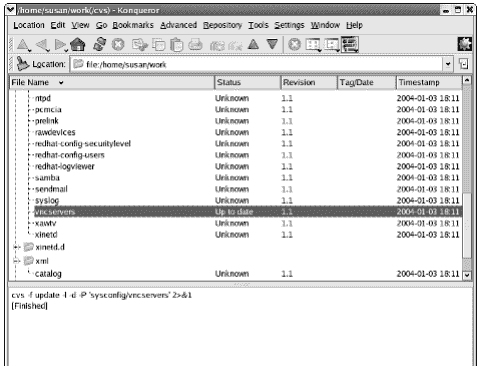 /home/susan/work(/cvs) - Konqueror
Location Edit View Go Bookmarks Advanced Repository Tools Settings Window Help
Location: file:/home/susan/work
File Name Status Revision Tag/Date Timestamp
ntpd Unknown 1.1 2004-01-03 18:11
pcmcia Unknown 1.1 2004-01-03 18:11
prelink Unknown 1.1 2004-01-03 18:11
rawdevices Unknown 1.1 2004-01-03 18:11
redhat-config-securitylevel Unknown 1.1 2004-01-03 18:11
redhat-config-users Unknown 1.1 2004-01-03 18:11
redhat-logviewer Unknown 1.1 2004-01-03 18:11
samba Unknown 1.1 2004-01-03 18:11
sendmail Unknown 1.1 2004-01-03 18:11
syslog Unknown 1.1 2004-01-03 18:11
vncservers Up to date 1.1 2004-01-03 18:11
xawtv Unknown 1.1 2004-01-03 18:11
xinetd Unknown 1.1 2004-01-03 18:11
xinetd.d
xml
catalog Unknown 1.1 2004-01-03 18:11
cvs -f update -l -d -P 'sysconfig/vncservers' 2>&1
[Finished]